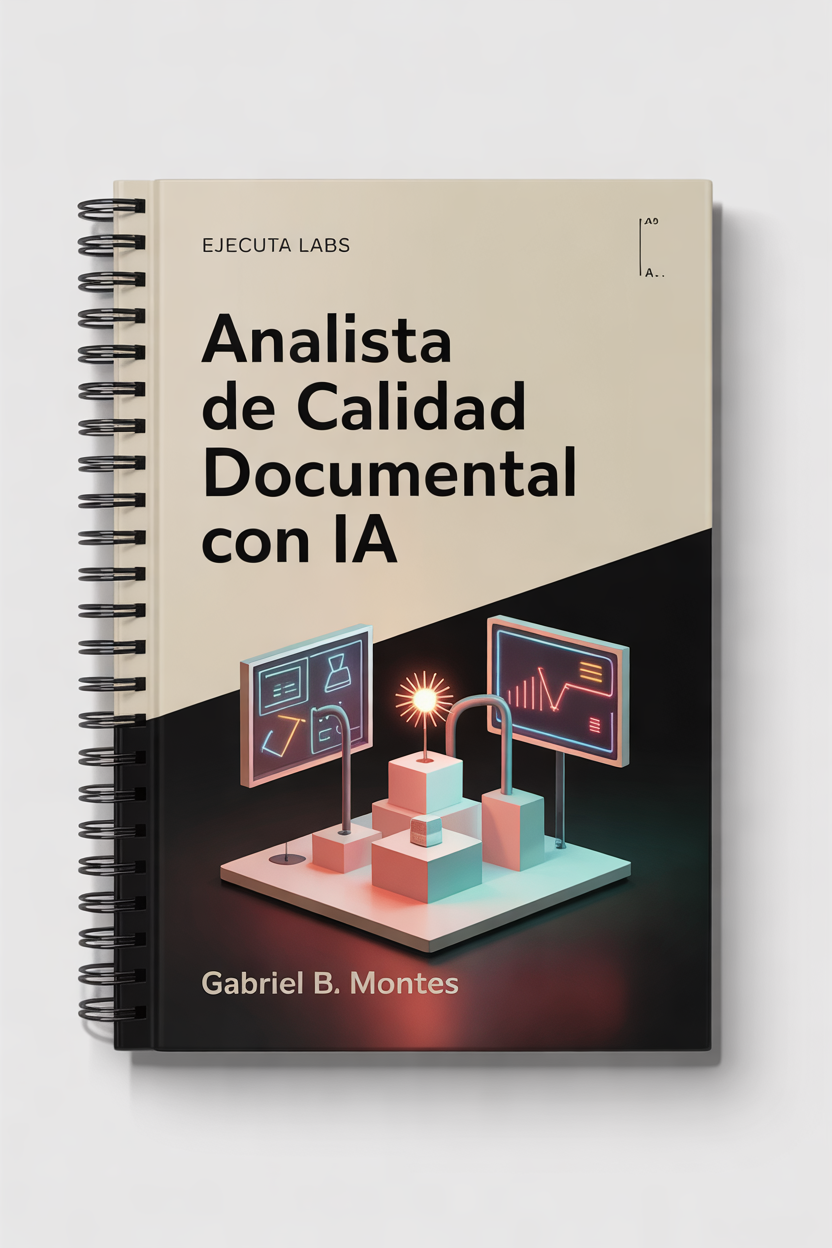 EJECUTA LABS
Analista
de Calidad
Documental
con IA
Gabriel B. Montes